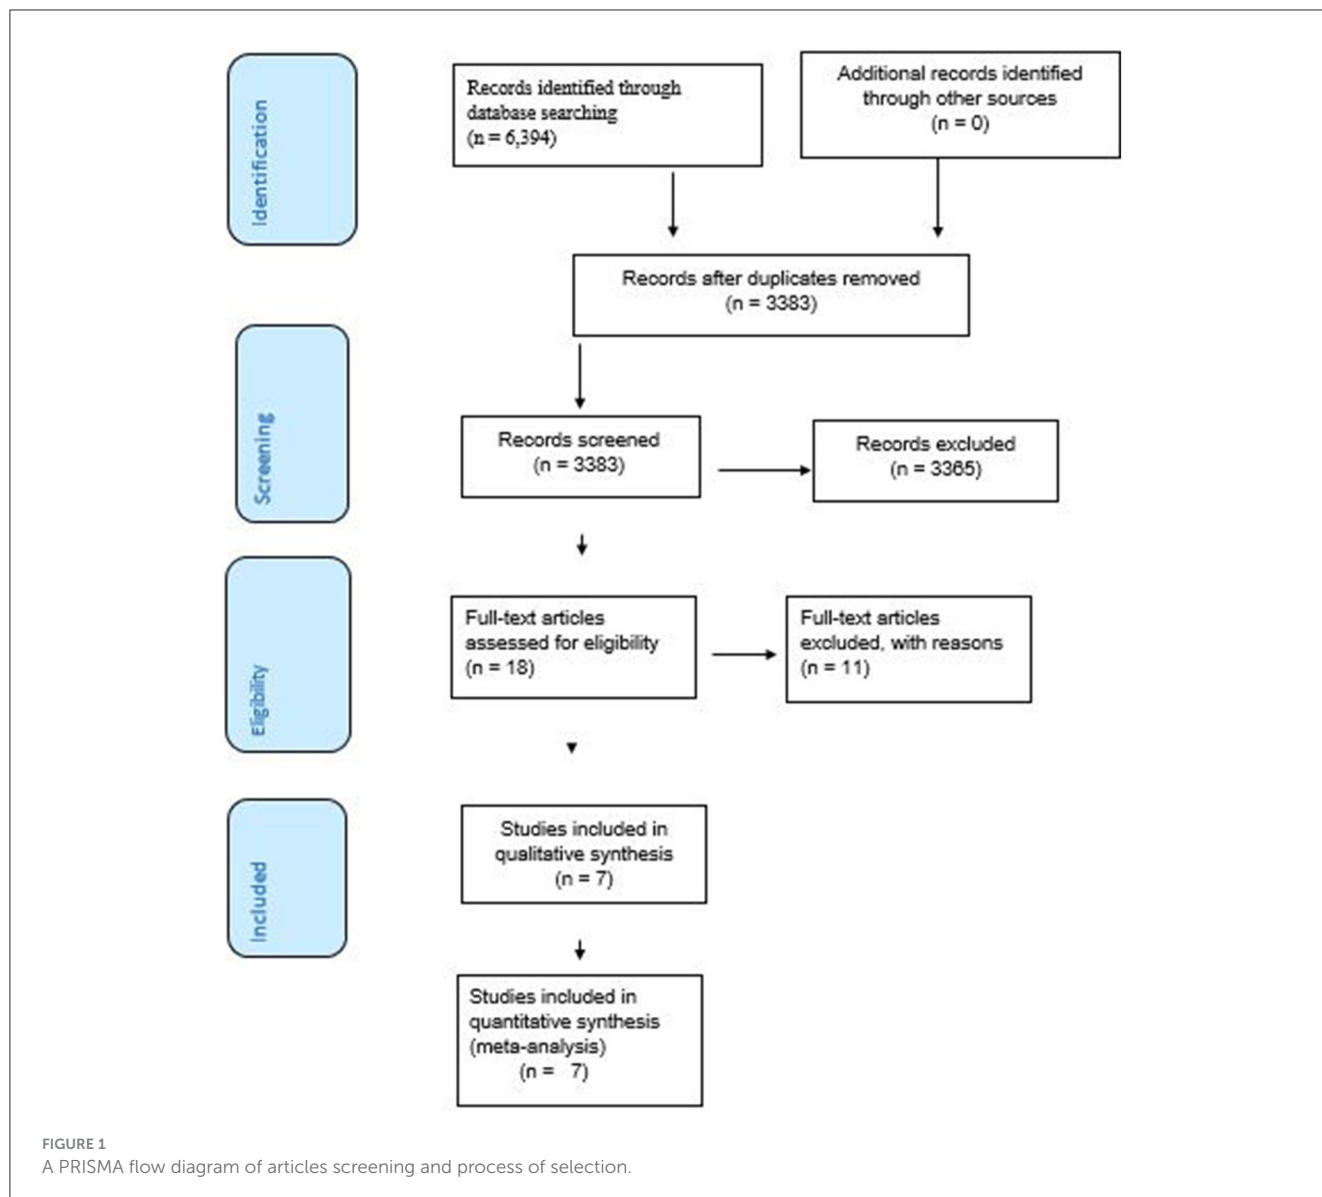 Identification
Records identified through
database searching
(n = 6,394)
Additional records identified
through other sources
(n = 0)
Records after duplicates removed
(n = 3383)
Screening
Records screened
(n = 3383)
Records excluded
(n = 3365)
Eligibility
Full-text articles
assessed for eligibility
(n = 18)
Full-text articles
excluded, with reasons
(n = 11)
Included
Studies included in
qualitative synthesis
(n = 7)
Studies included in
quantitative synthesis
(meta-analysis)
(n = 7)
FIGURE 1
A PRISMA flow diagram of articles screening and process of selection.